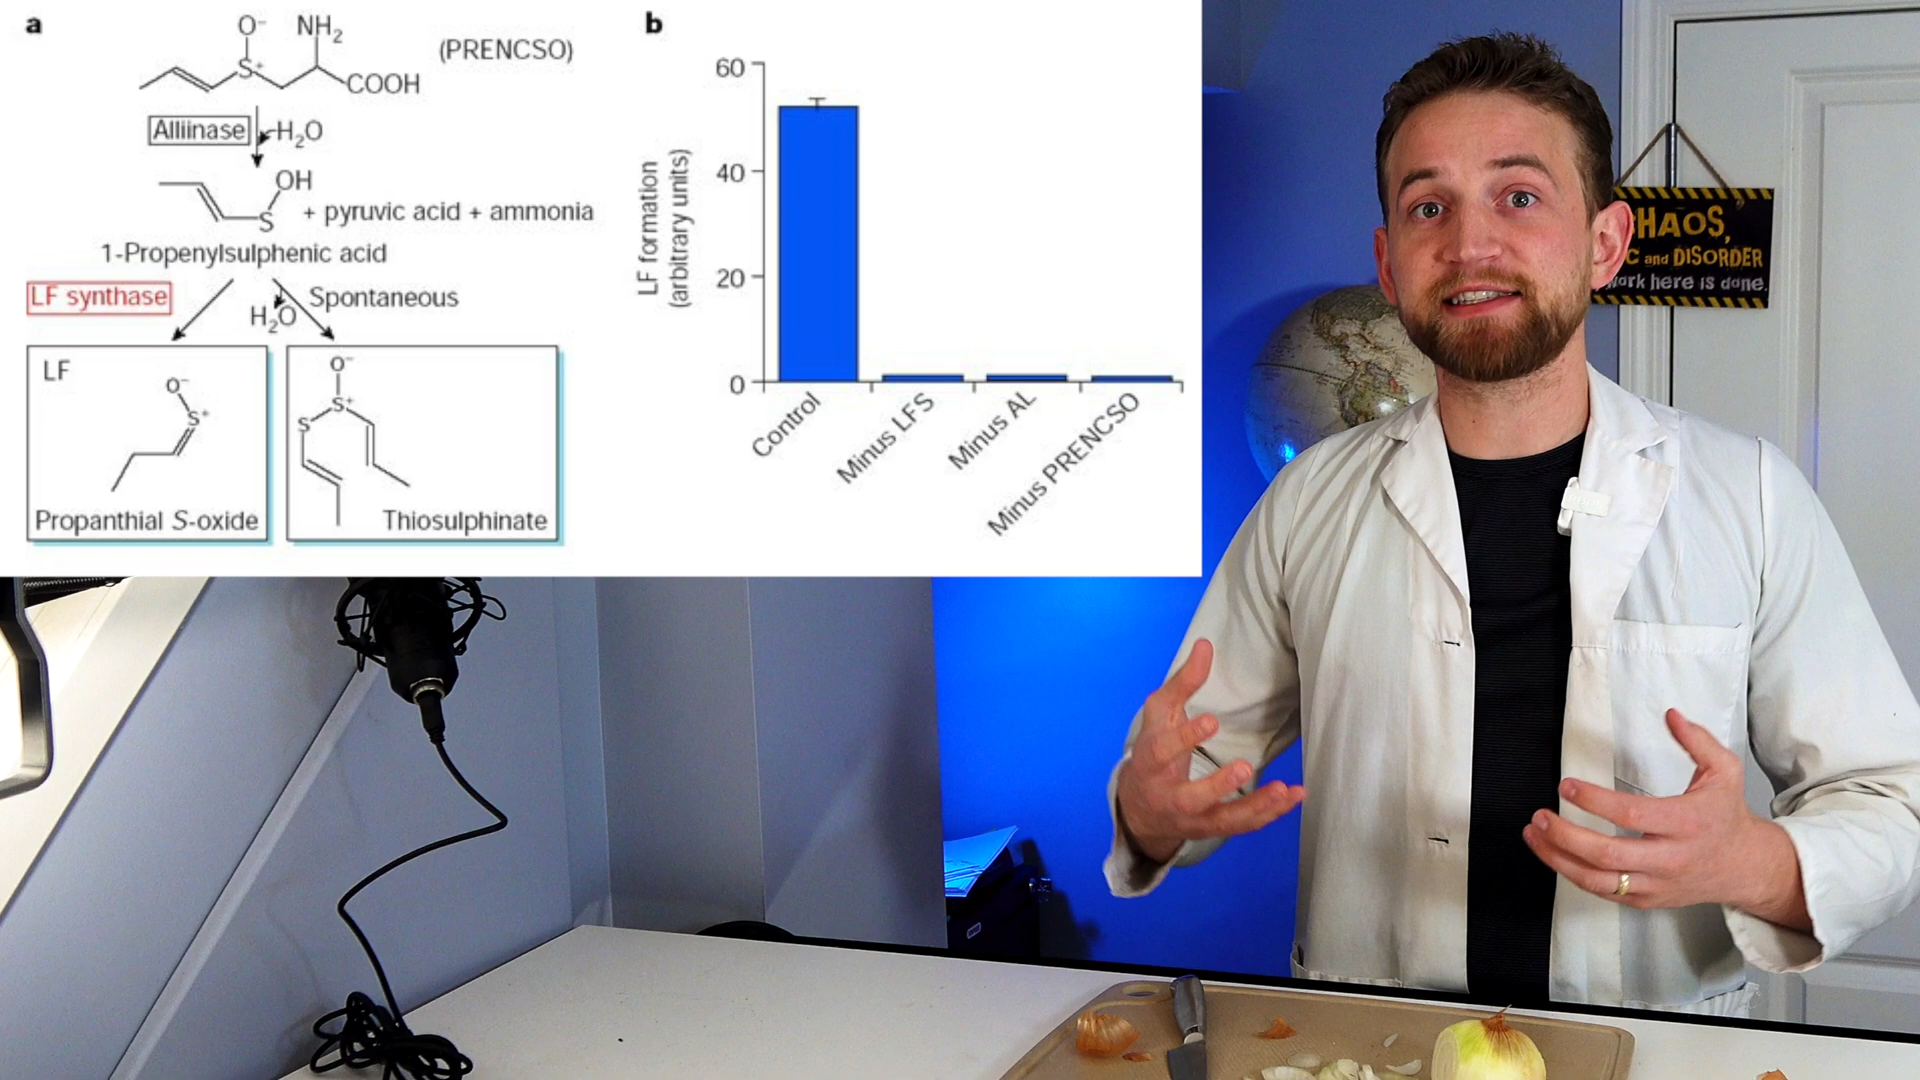 a
O⁻ NH₂
S⁺ COOH
(PRENCSO)
Alliinase
H₂O
OH
S
+ pyruvic acid + ammonia
1-Propenylsulphenic acid
LF synthase
H₂O
Spontaneous
LF
O⁻
S⁺
Propanthial S-oxide
O⁻
S S⁺
Thiosulphinate
b
LF formation
(arbitrary units)
60
40
20
0
Control
Minus LFS
Minus AL
Minus PRENCSO
HAOS,
C and DISORDER
work here is done.